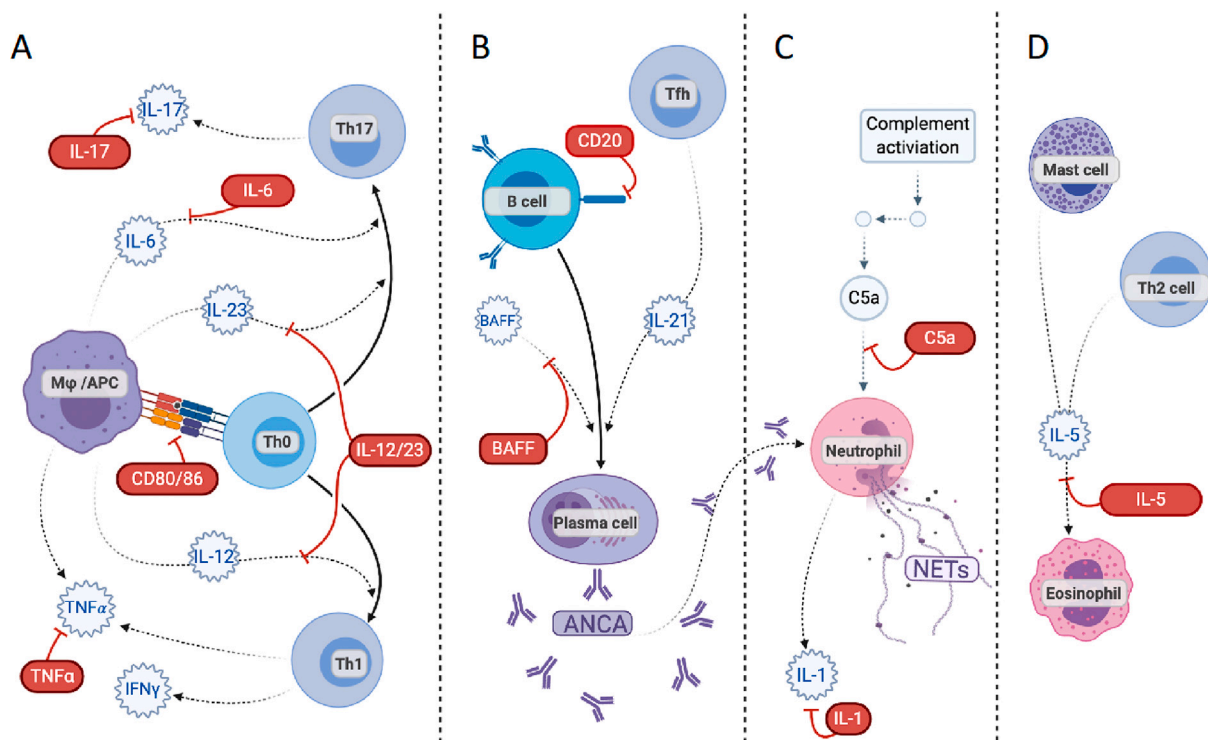 A
IL-17
Th17
IL-17
IL-6
IL-6
IL-23
Mφ /APC
Th0
IL-12/23
CD80/86
IL-12
TNFα
Th1
TNFα
IFNγ
B
Tfh
CD20
B cell
BAFF
IL-21
BAFF
Plasma cell
ANCA
C
Complement
activiation
C5a
C5a
Neutrophil
NETs
IL-1
IL-1
D
Mast cell
Th2 cell
IL-5
IL-5
Eosinophil